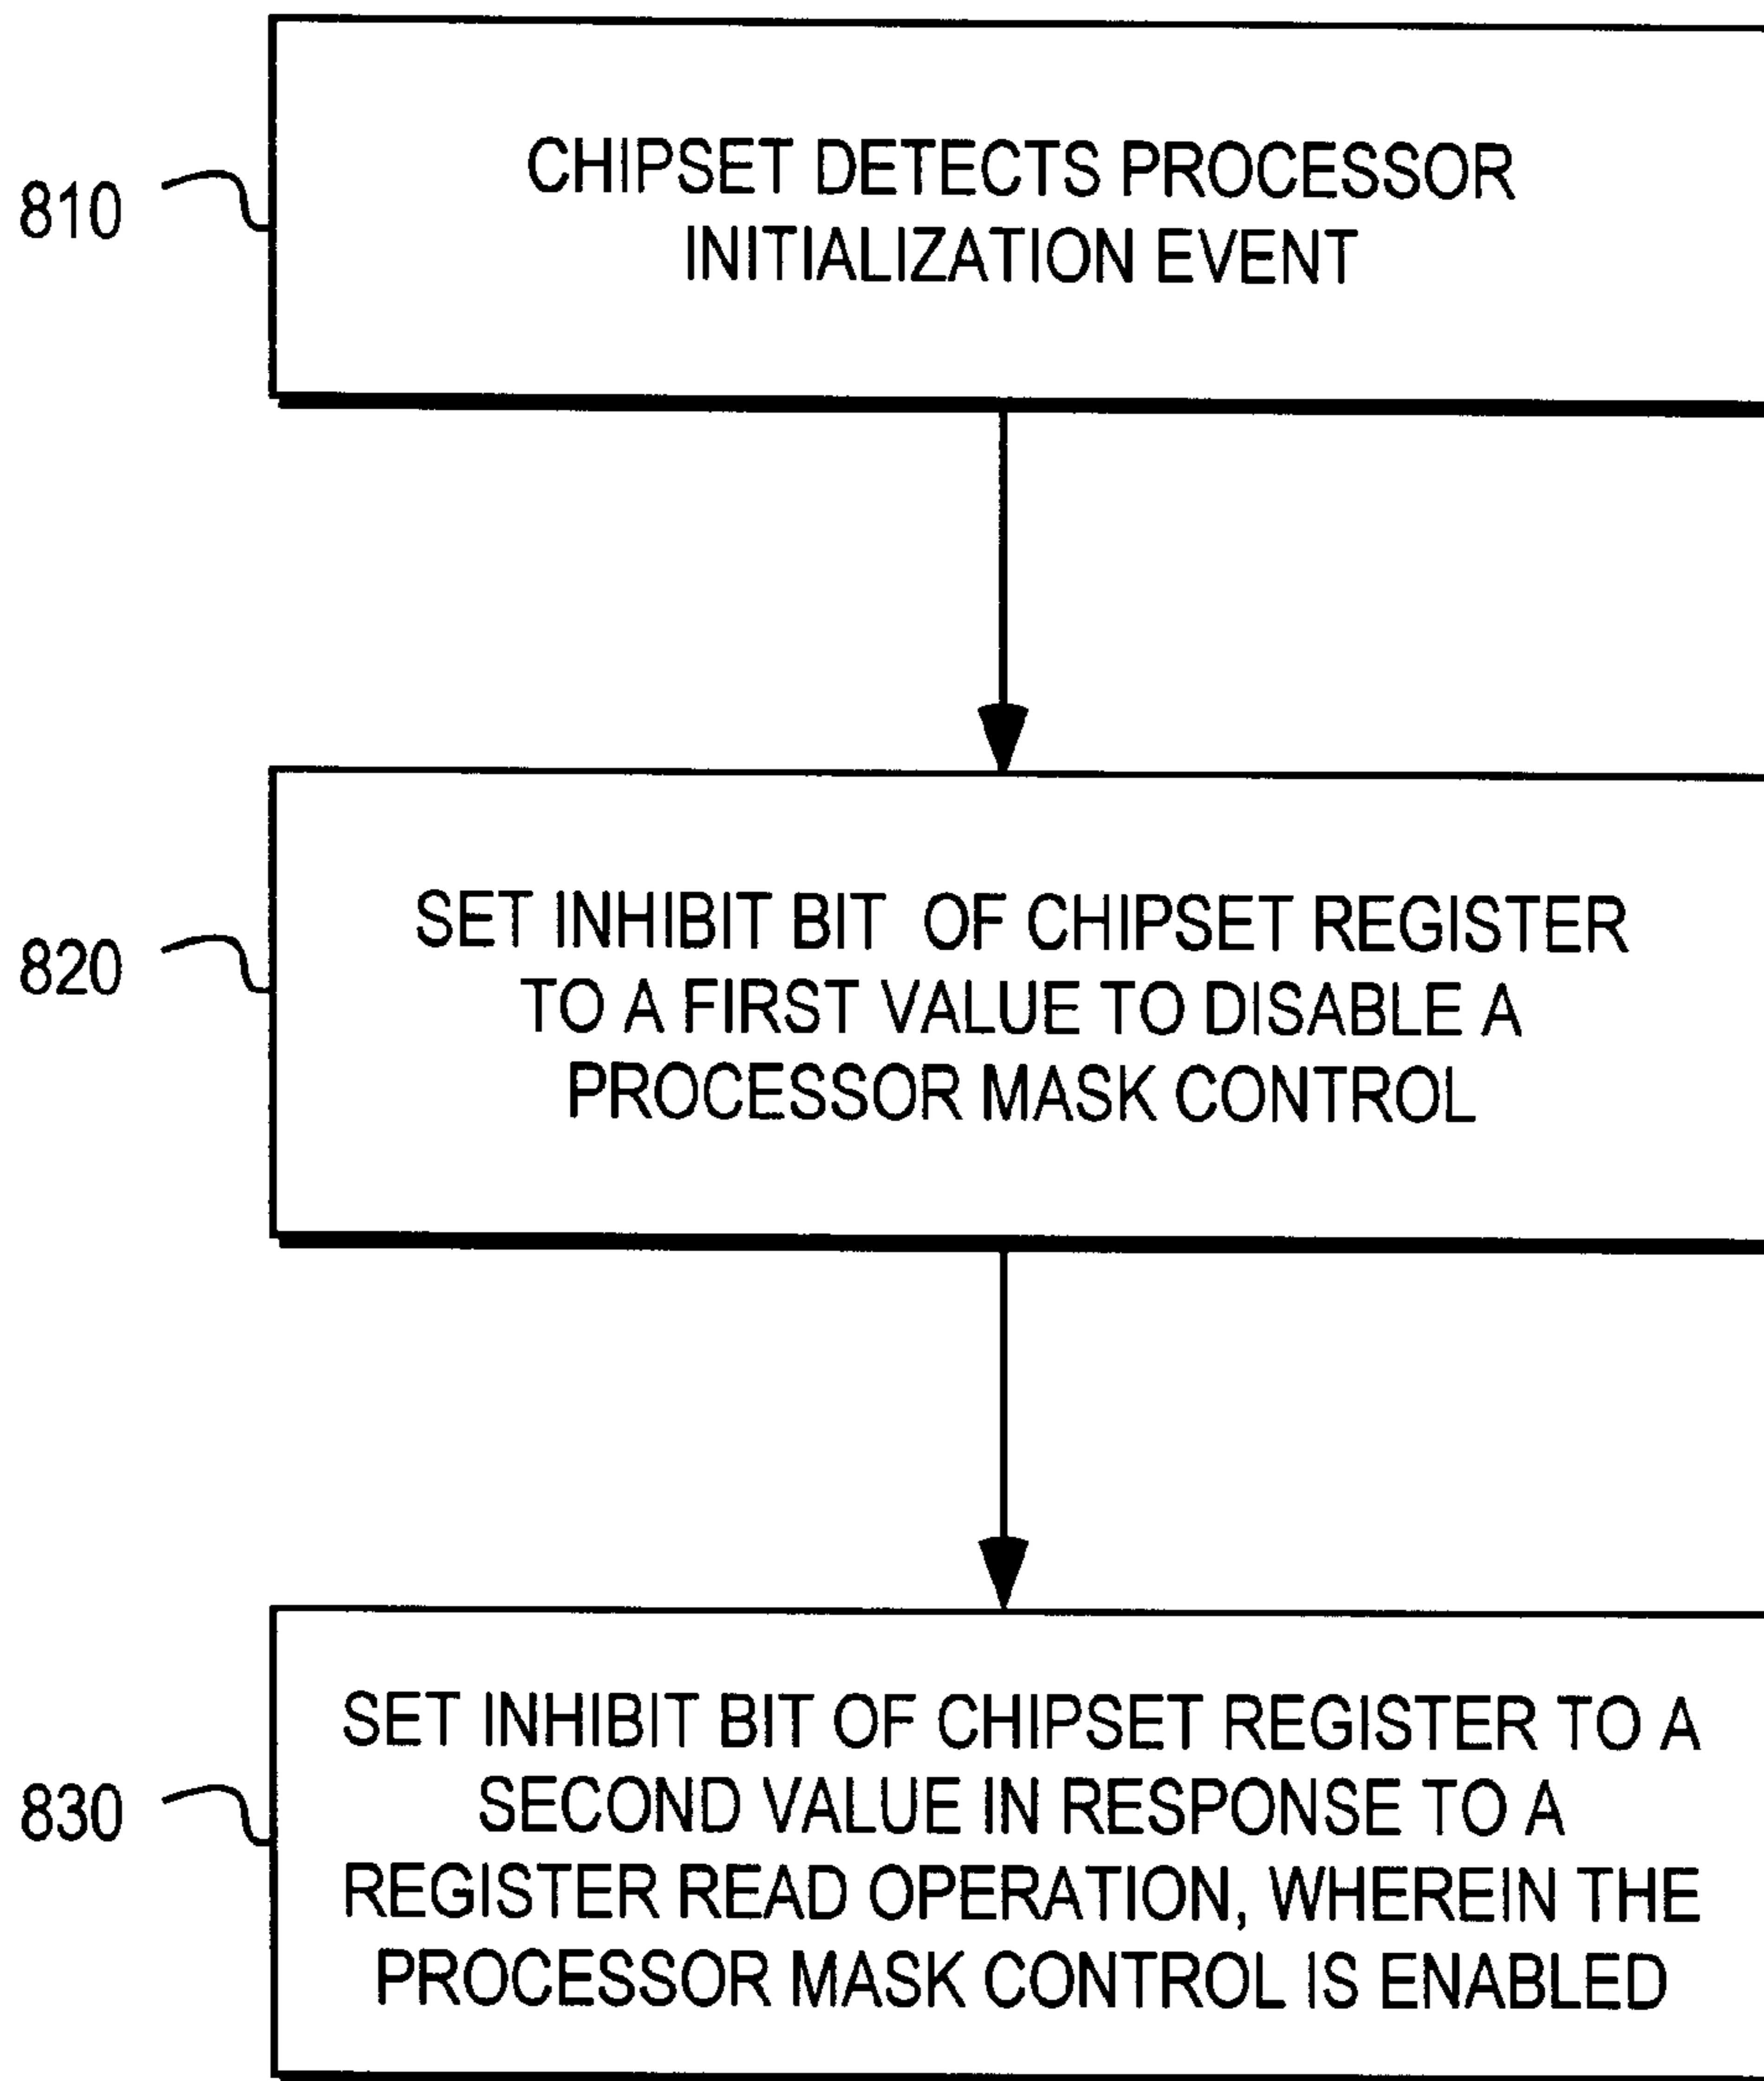 810
CHIPSET DETECTS PROCESSOR
INITIALIZATION EVENT
820
SET INHIBIT BIT OF CHIPSET REGISTER
TO A FIRST VALUE TO DISABLE A
PROCESSOR MASK CONTROL
830
SET INHIBIT BIT OF CHIPSET REGISTER TO A
SECOND VALUE IN RESPONSE TO A
REGISTER READ OPERATION, WHEREIN THE
PROCESSOR MASK CONTROL IS ENABLED